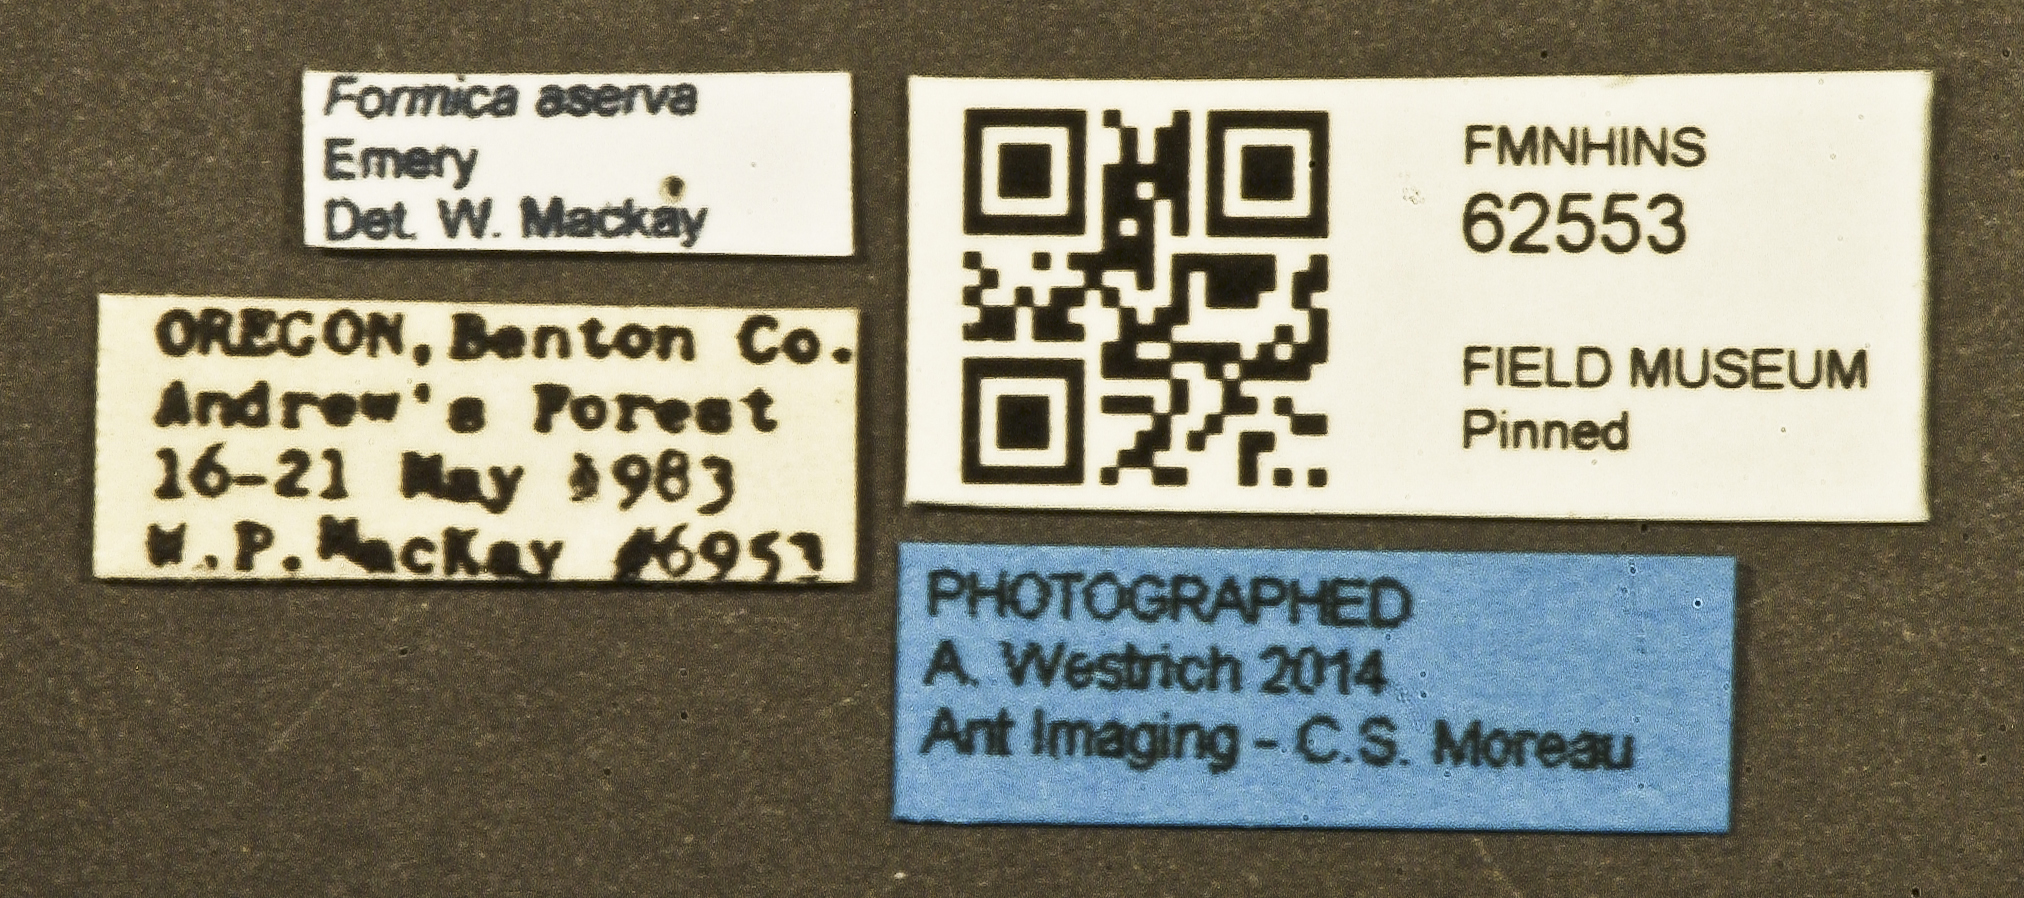 Formica aserva
Emery
Det. W. Mackay
OREGON, Benton Co.
Andrew's Forest
16-21 May 1983
W.P. MacKay #6953
FMNHINS
62553
FIELD MUSEUM
Pinned
PHOTOGRAPHED
A. Westrich 2014
Ant Imaging - C.S. Moreau